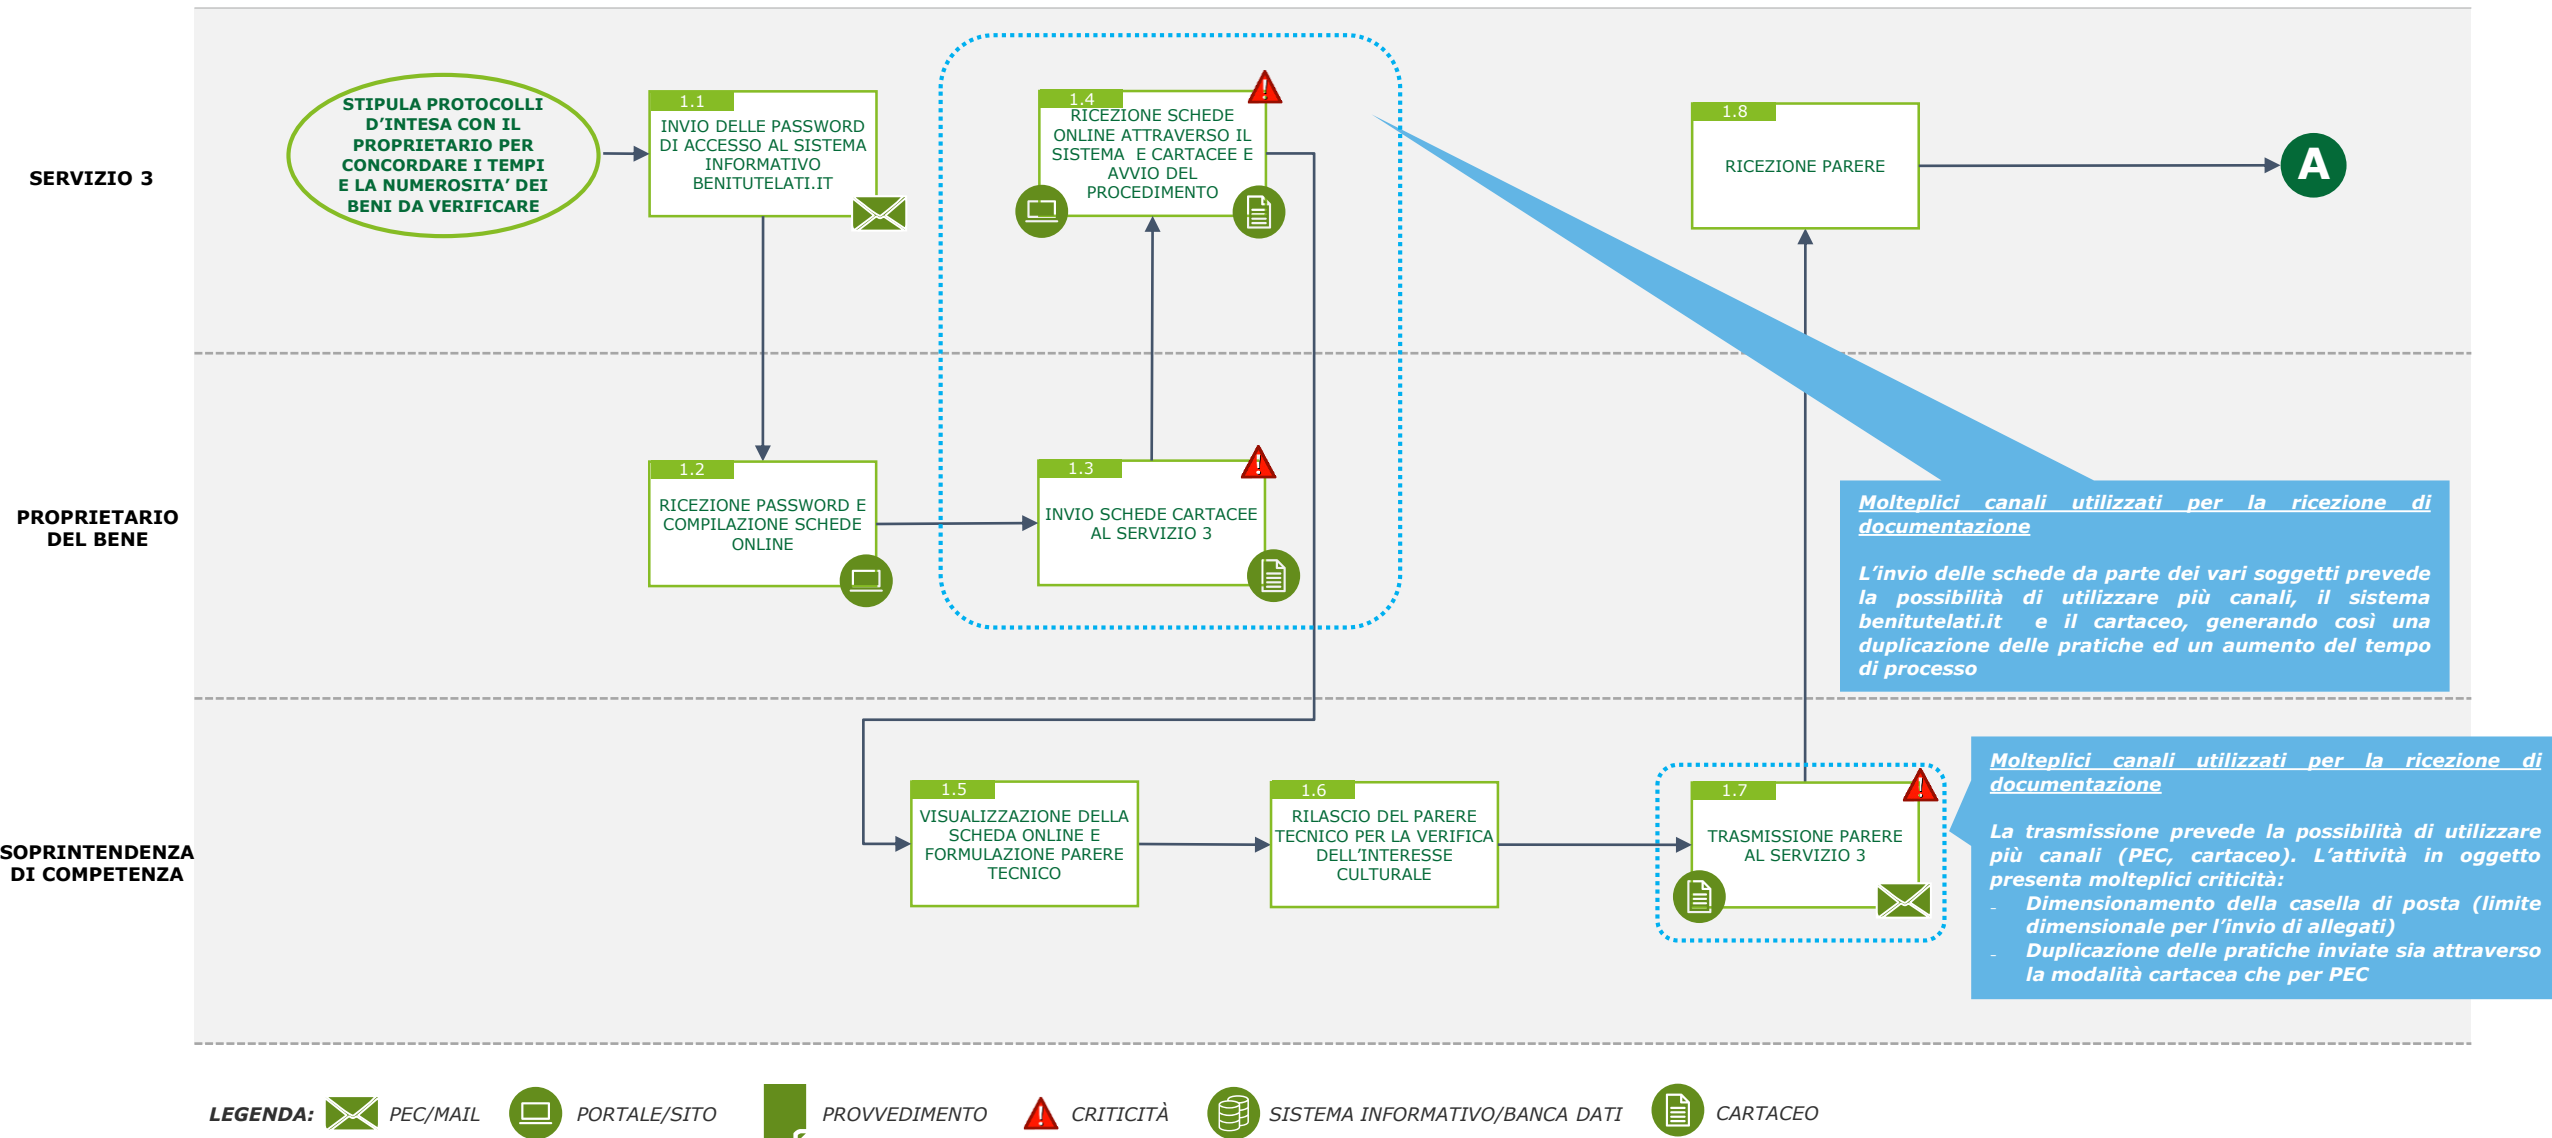 SERVIZIO 3
STIPULA PROTOCOLLI
D’INTESA CON IL
PROPRIETARIO PER
CONCORDARE I TEMPI
E LA NUMEROSITA’ DEI
BENI DA VERIFICARE
1.1
INVIO DELLE PASSWORD
DI ACCESSO AL SISTEMA
INFORMATIVO
BENITUTELATI.IT
1.4
RICEZIONE SCHEDE
ONLINE ATTRAVERSO IL
SISTEMA E CARTACEE E
AVVIO DEL
PROCEDIMENTO
1.8
RICEZIONE PARERE
A
PROPRIETARIO
DEL BENE
1.2
RICEZIONE PASSWORD E
COMPILAZIONE SCHEDE
ONLINE
1.3
INVIO SCHEDE CARTACEE
AL SERVIZIO 3
Molteplici canali utilizzati per la ricezione di
documentazione
L’invio delle schede da parte dei vari soggetti prevede
la possibilità di utilizzare più canali, il sistema
benitutelati.it e il cartaceo, generando così una
duplicazione delle pratiche ed un aumento del tempo
di processo
SOPRINTENDENZA
DI COMPETENZA
1.5
VISUALIZZAZIONE DELLA
SCHEDA ONLINE E
FORMULAZIONE PARERE
TECNICO
1.6
RILASCIO DEL PARERE
TECNICO PER LA VERIFICA
DELL’INTERESSE
CULTURALE
1.7
TRASMISSIONE PARERE
AL SERVIZIO 3
Molteplici canali utilizzati per la ricezione di
documentazione
La trasmissione prevede la possibilità di utilizzare
più canali (PEC, cartaceo). L’attività in oggetto
presenta molteplici criticità:
- Dimensionamento della casella di posta (limite
dimensionale per l’invio di allegati)
- Duplicazione delle pratiche inviate sia attraverso
la modalità cartacea che per PEC
LEGENDA: PEC/MAIL PORTALE/SITO PROVVEDIMENTO CRITICITÀ SISTEMA INFORMATIVO/BANCA DATI CARTACEO